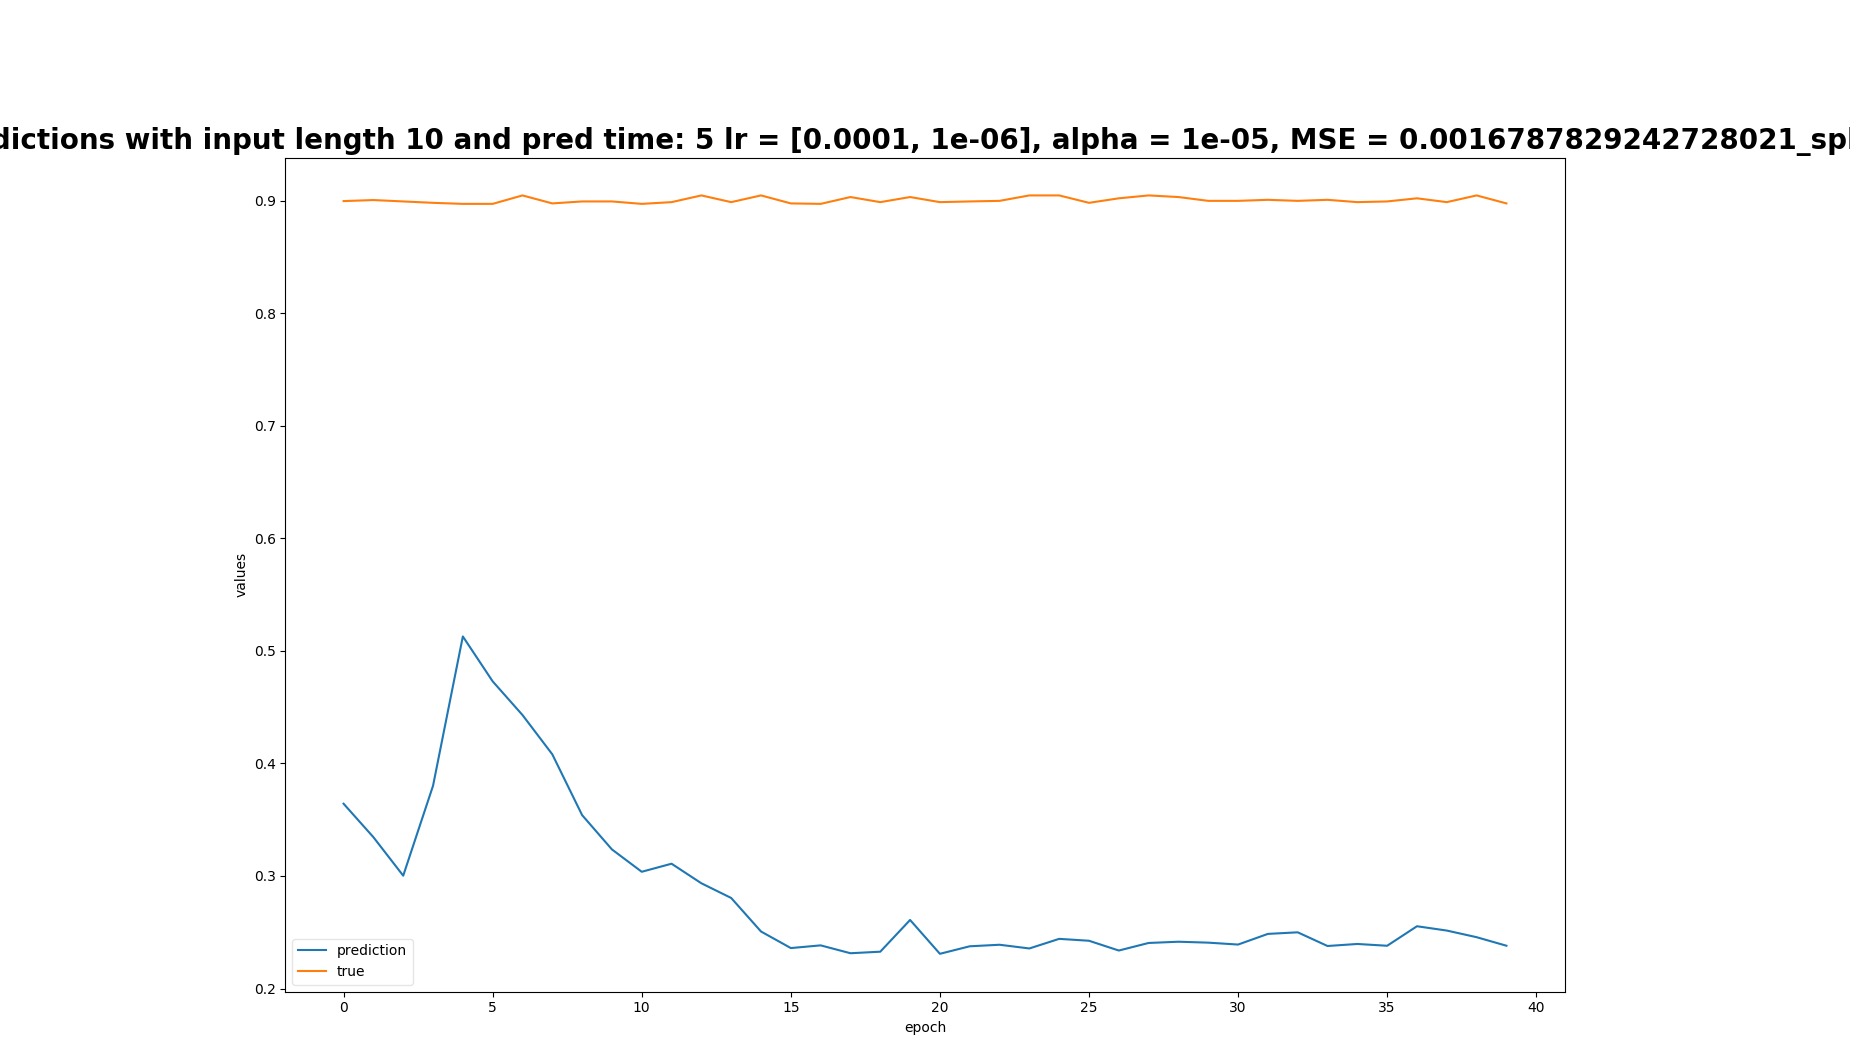 dictions with input length 10 and pred time: 5 lr = [0.0001, 1e-06], alpha = 1e-05, MSE = 0.0016787829242728021_spl
0.9
0.8
0.7
0.6
0.5
0.4
0.3
0.2
values
prediction
true
0 5 10 15 20 25 30 35 40
epoch